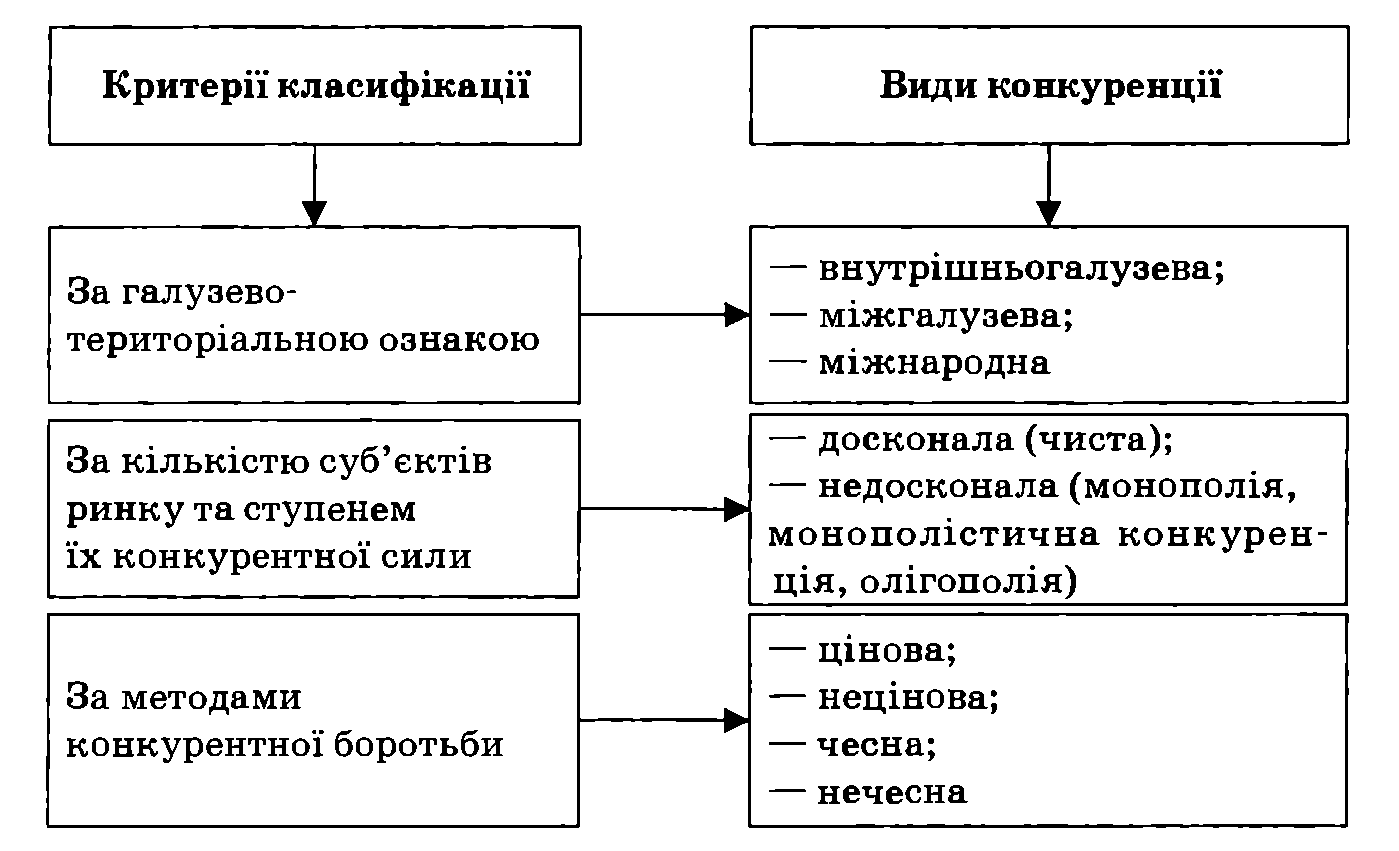 Критерії класифікації
Види конкуренції
За галузево-
територіальною ознакою
— внутрішньогалузева;
— міжгалузева;
— міжнародна
За кількістю суб’єктів
ринку та ступенем
їх конкурентної сили
— досконала (чиста);
— недосконала (монополія,
монополістична конкурен-
ція, олігополія)
За методами
конкурентної боротьби
— цінова;
— нецінова;
— чесна;
— нечесна